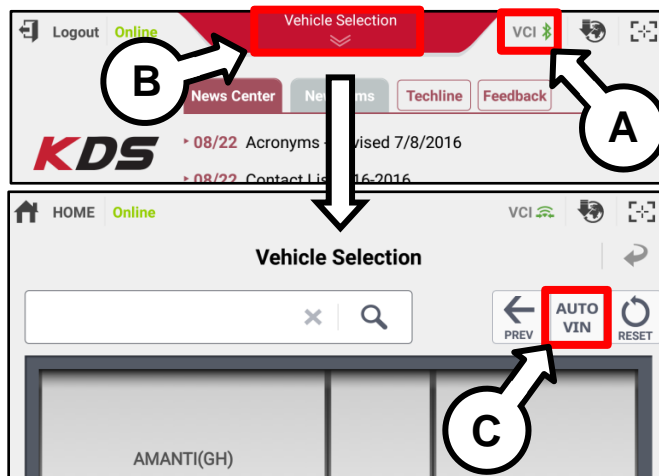 Logout Online Vehicle Selection VCI
B
News Center Techline Feedback
A
KDS
08/22 Acronyms - vised 7/8/2016
08/22 Contact Lis 16-2016
HOME Online VCI
Vehicle Selection
PREV AUTO VIN RESET
C
AMANTI(GH)